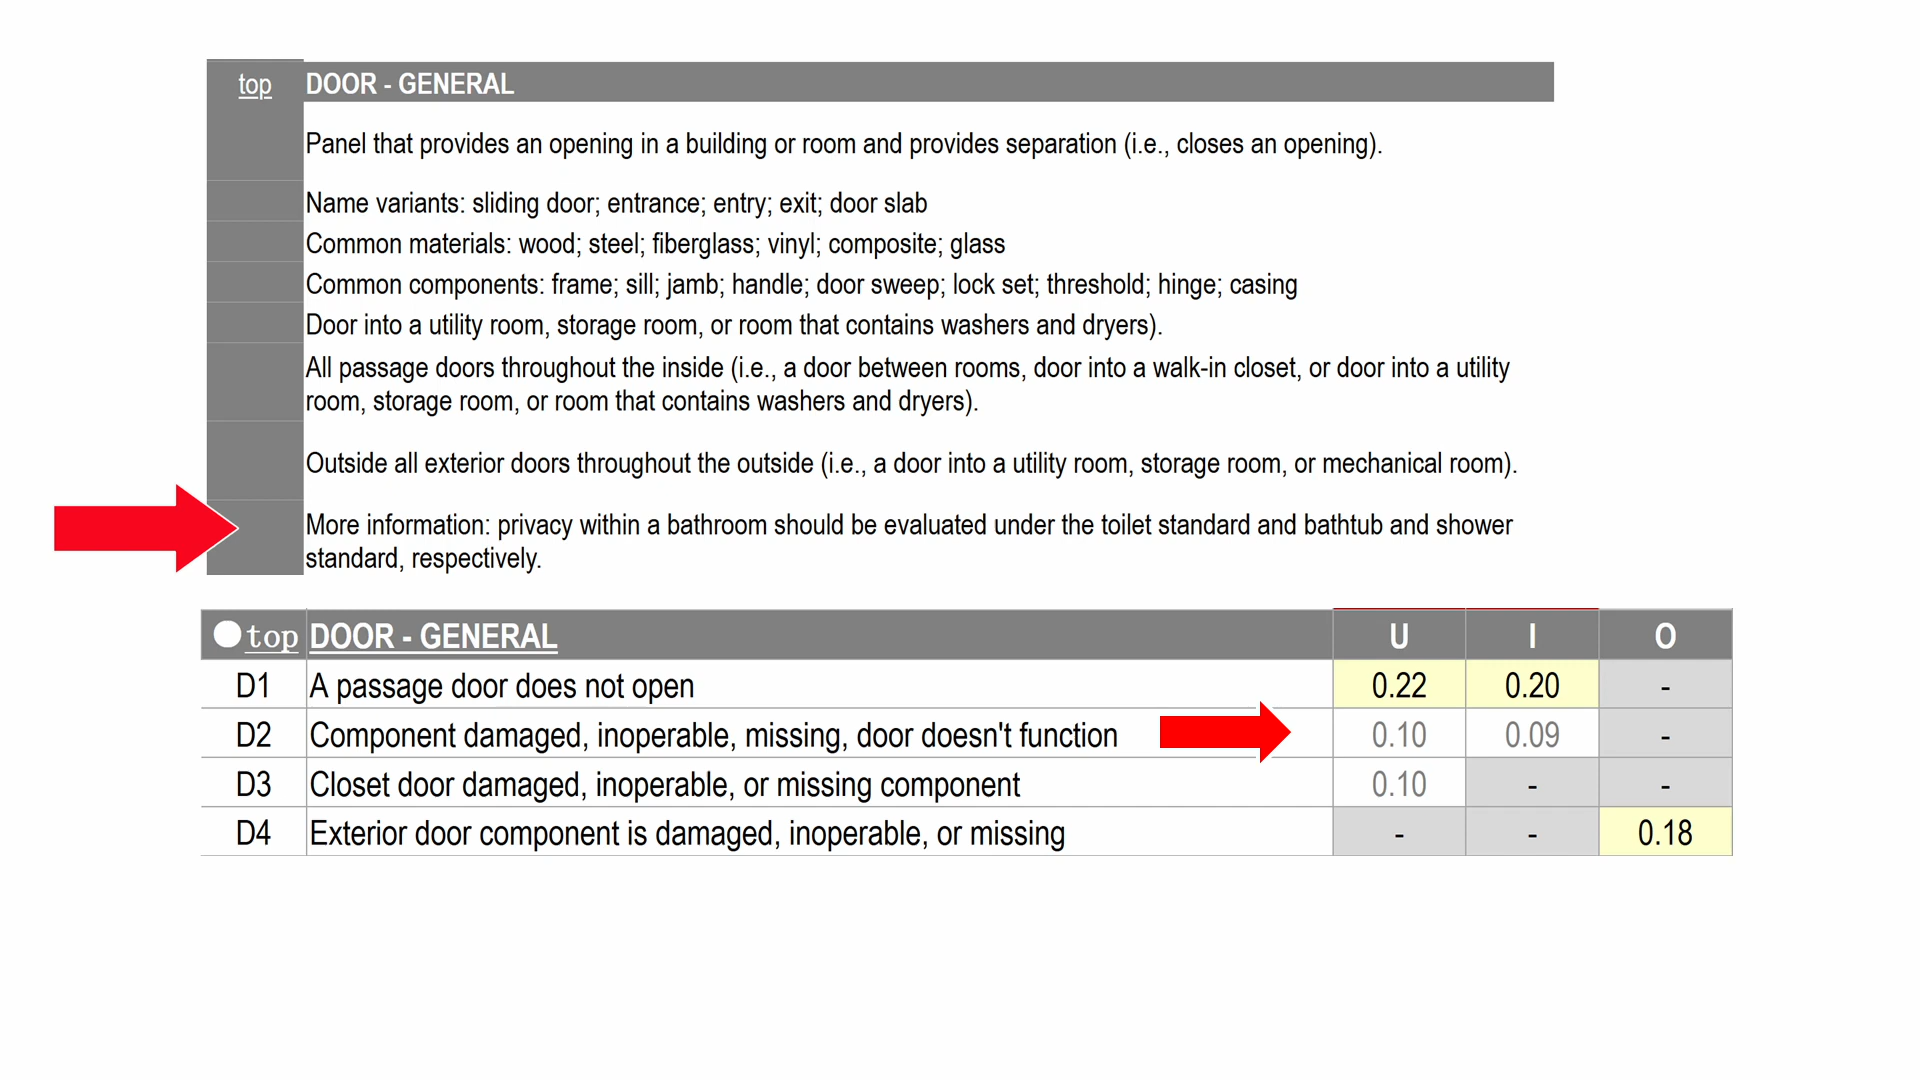 top DOOR - GENERAL
Panel that provides an opening in a building or room and provides separation (i.e., closes an opening).
Name variants: sliding door; entrance; entry; exit; door slab
Common materials: wood; steel; fiberglass; vinyl; composite; glass
Common components: frame; sill; jamb; handle; door sweep; lock set; threshold; hinge; casing
Door into a utility room, storage room, or room that contains washers and dryers).
All passage doors throughout the inside (i.e., a door between rooms, door into a walk-in closet, or door into a utility
room, storage room, or room that contains washers and dryers).
Outside all exterior doors throughout the outside (i.e., a door into a utility room, storage room, or mechanical room).
More information: privacy within a bathroom should be evaluated under the toilet standard and bathtub and shower
standard, respectively.
top DOOR - GENERAL U I O
D1 A passage door does not open 0.22 0.20 -
D2 Component damaged, inoperable, missing, door doesn't function 0.10 0.09 -
D3 Closet door damaged, inoperable, or missing component 0.10 - -
D4 Exterior door component is damaged, inoperable, or missing - - 0.18